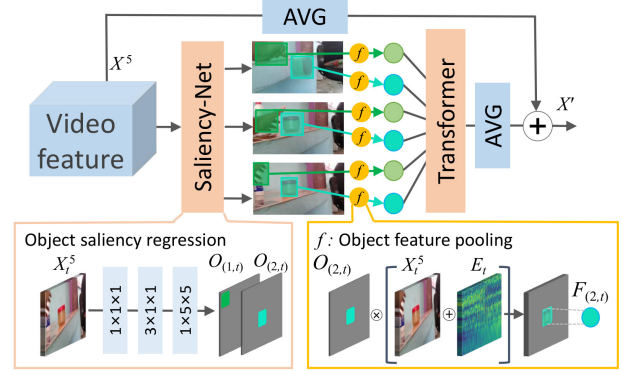 AVG
X⁵
Video
feature
Saliency-Net
f
f
f
f
f
f
Transformer
AVG
+
X′
Object saliency regression
X_t^5
1×1×1
3×1×1
1×5×5
O_(1,t)
O_(2,t)
f : Object feature pooling
O_(2,t)
⊗
X_t^5
⊕
E_t
F_(2,t)